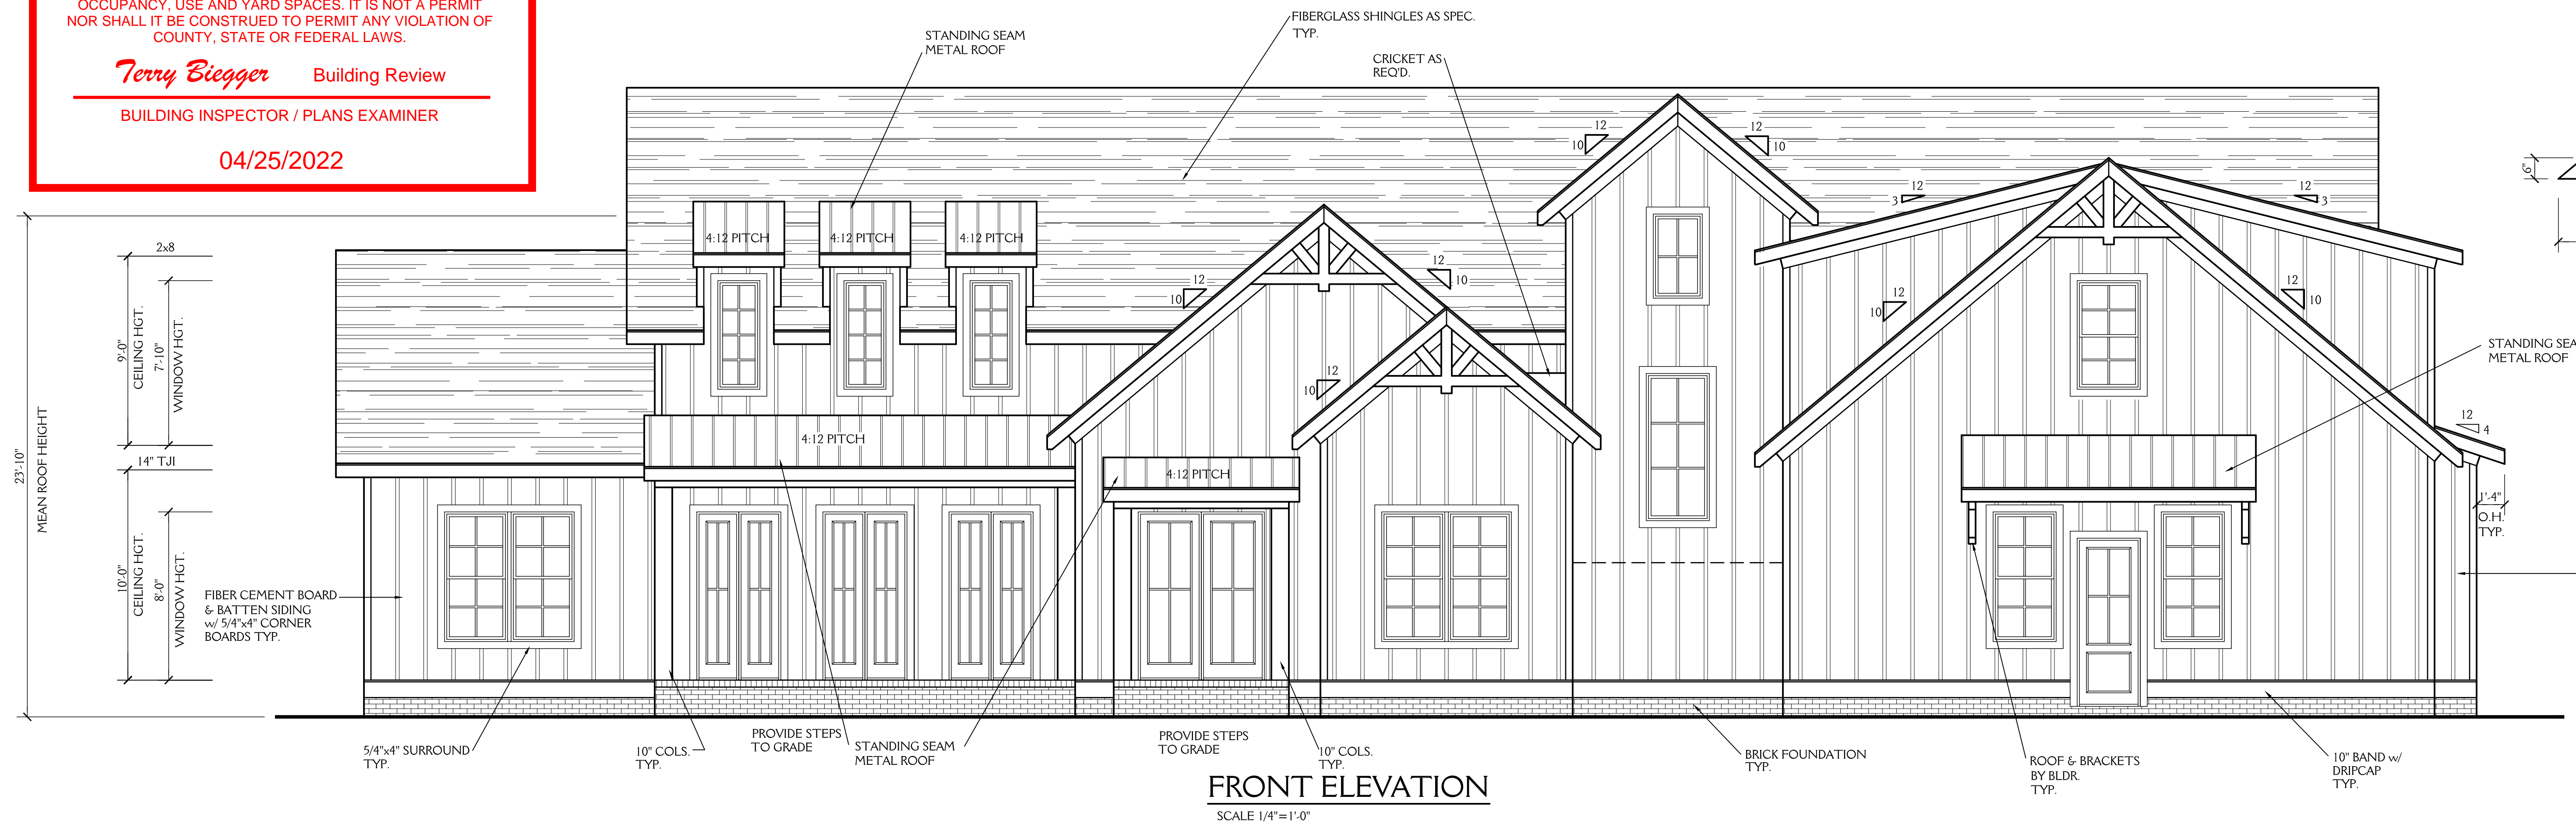 OCCUPANCY, USE AND YARD SPACES. IT IS NOT A PERMIT
NOR SHALL IT BE CONSTRUED TO PERMIT ANY VIOLATION OF
COUNTY, STATE OR FEDERAL LAWS.
Terry Biegger Building Review
BUILDING INSPECTOR / PLANS EXAMINER
04/25/2022
STANDING SEAM
METAL ROOF
FIBERGLASS SHINGLES AS SPEC.
TYP.
CRICKET AS
REQ'D.
12
10
12
10
12
3
12
3
6"
4:12 PITCH
4:12 PITCH
4:12 PITCH
12
10
12
10
12
10
12
10
12
10
12
4
2x8
9'-0"
CEILING HGT.
7'-10"
WINDOW HGT.
14" TJI
23'-10"
MEAN ROOF HEIGHT
10'-0"
CEILING HGT.
8'-0"
WINDOW HGT.
4:12 PITCH
4:12 PITCH
STANDING SEA
METAL ROOF
1'-4"
O.H.
TYP.
FIBER CEMENT BOARD
& BATTEN SIDING
w/ 5/4"x4" CORNER
BOARDS TYP.
5/4"x4" SURROUND
TYP.
10" COLS.
TYP.
PROVIDE STEPS
TO GRADE
STANDING SEAM
METAL ROOF
PROVIDE STEPS
TO GRADE
10" COLS.
TYP.
BRICK FOUNDATION
TYP.
ROOF & BRACKETS
BY BLDR.
TYP.
10" BAND w/
DRIPCAP
TYP.
FRONT ELEVATION
SCALE 1/4"=1'-0"